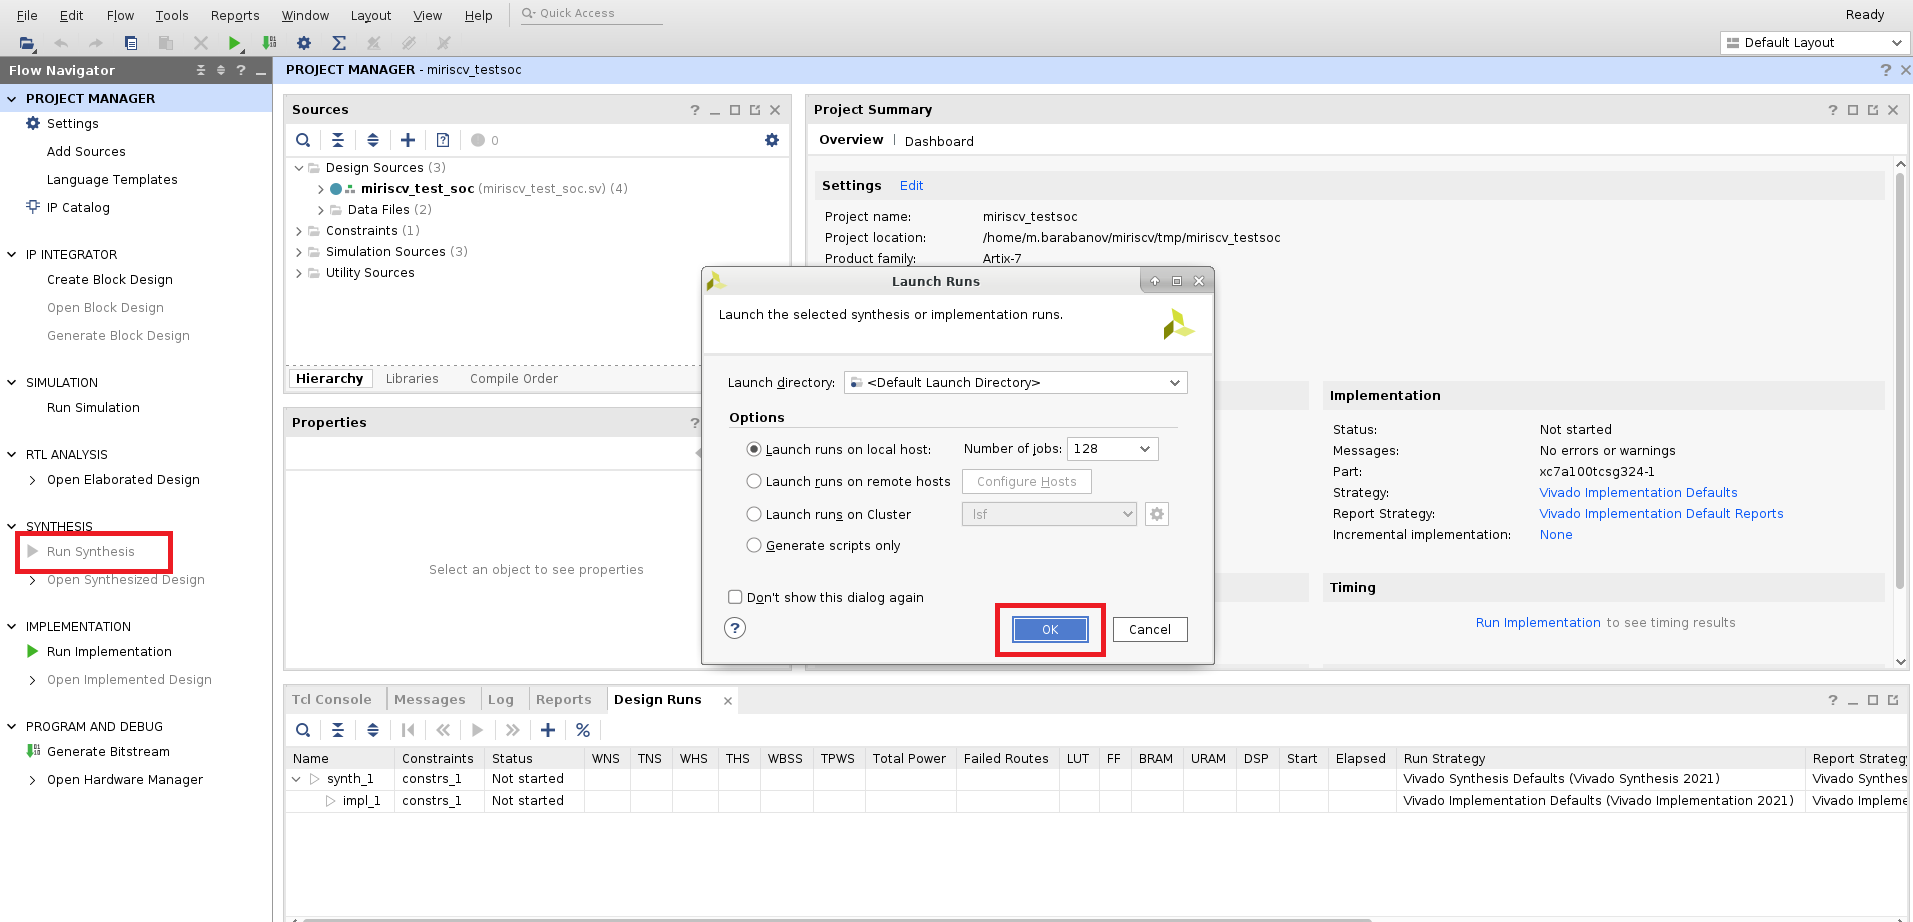 File Edit Flow Tools Reports Window Layout View Help Quick Access Ready
Default Layout
Flow Navigator
PROJECT MANAGER
Settings
Add Sources
Language Templates
IP Catalog
IP INTEGRATOR
Create Block Design
Open Block Design
Generate Block Design
SIMULATION
Run Simulation
RTL ANALYSIS
Open Elaborated Design
SYNTHESIS
Run Synthesis
Open Synthesized Design
IMPLEMENTATION
Run Implementation
Open Implemented Design
PROGRAM AND DEBUG
Generate Bitstream
Open Hardware Manager
PROJECT MANAGER - miriscv_testsoc
Sources
0
Design Sources (3)
miriscv_test_soc (miriscv_test_soc.sv) (4)
Data Files (2)
Constraints (1)
Simulation Sources (3)
Utility Sources
Hierarchy Libraries Compile Order
Properties
Select an object to see properties
Project Summary
Overview Dashboard
Settings Edit
Project name: miriscv_testsoc
Project location: /home/m.barabanov/miriscv/tmp/miriscv_testsoc
Product family: Artix-7
Implementation
Status: Not started
Messages: No errors or warnings
Part: xc7a100tcsg324-1
Strategy: Vivado Implementation Defaults
Report Strategy: Vivado Implementation Default Reports
Incremental implementation: None
Timing
Run Implementation to see timing results
Launch Runs
Launch the selected synthesis or implementation runs.
Launch directory: <Default Launch Directory>
Options
Launch runs on local host: Number of jobs: 128
Launch runs on remote hosts Configure Hosts
Launch runs on Cluster lsf
Generate scripts only
Don't show this dialog again
OK Cancel
Tcl Console Messages Log Reports Design Runs
Name Constraints Status WNS TNS WHS THS WBSS TPWS Total Power Failed Routes LUT FF BRAM URAM DSP Start Elapsed Run Strategy Report Strategy
synth_1 constrs_1 Not started Vivado Synthesis Defaults (Vivado Synthesis 2021) Vivado Synthes
impl_1 constrs_1 Not started Vivado Implementation Defaults (Vivado Implementation 2021) Vivado Impleme